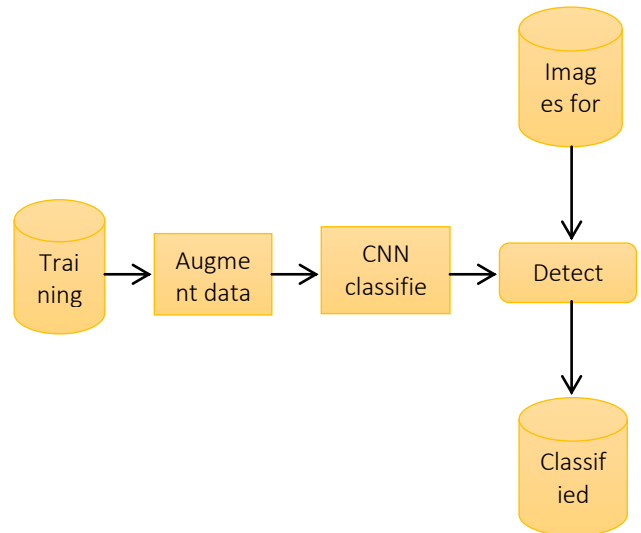 Imag
es for
Trai
ning
Augme
nt data
CNN
classifie
Detect
Classif
ied